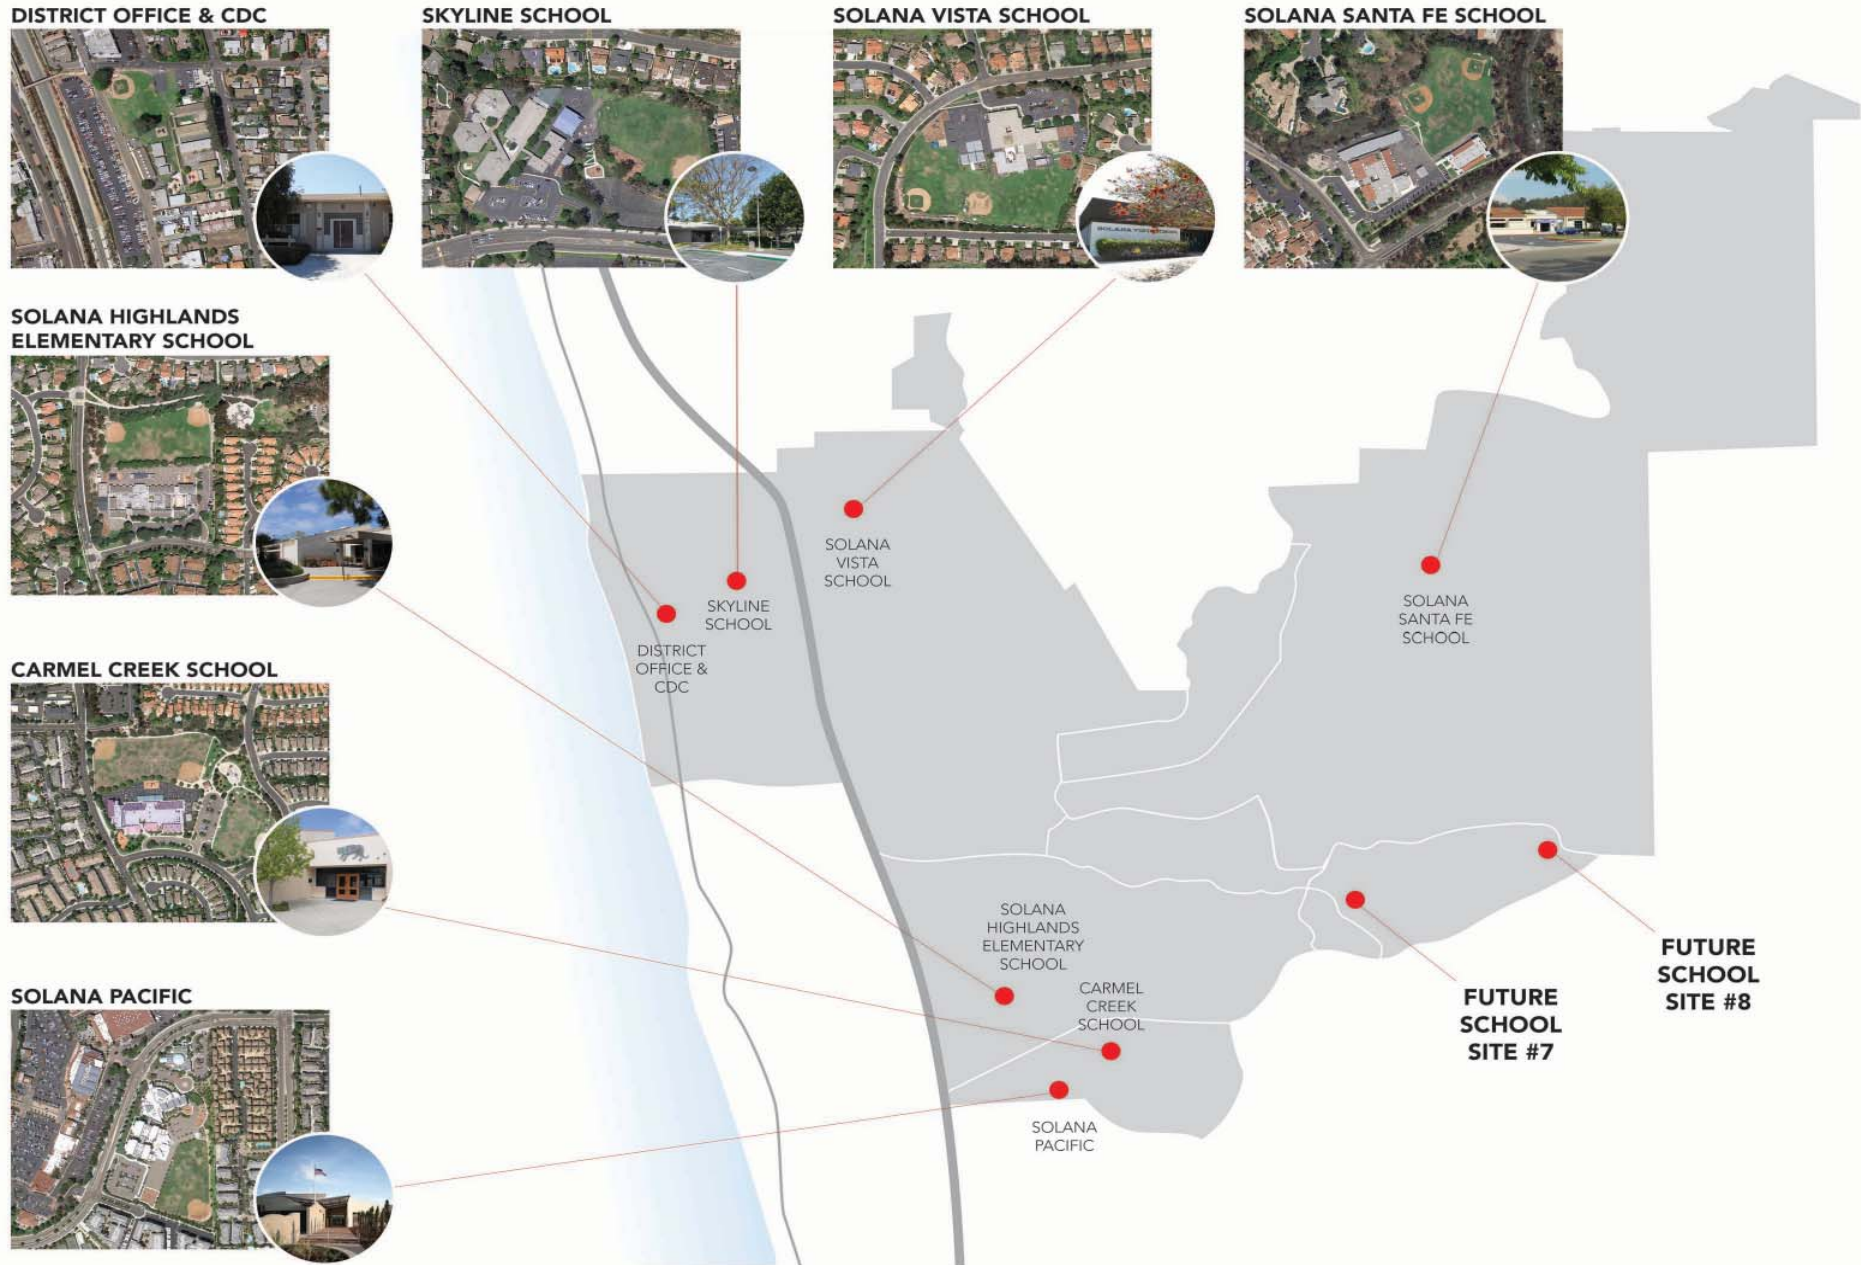 DISTRICT OFFICE & CDC
SKYLINE SCHOOL
SOLANA VISTA SCHOOL
SOLANA SANTA FE SCHOOL
SOLANA HIGHLANDS
ELEMENTARY SCHOOL
CARMEL CREEK SCHOOL
SOLANA PACIFIC
SOLANA
VISTA
SCHOOL
SKYLINE
SCHOOL
DISTRICT
OFFICE &
CDC
SOLANA
SANTA FE
SCHOOL
SOLANA
HIGHLANDS
ELEMENTARY
SCHOOL
CARMEL
CREEK
SCHOOL
SOLANA
PACIFIC
FUTURE
SCHOOL
SITE #7
FUTURE
SCHOOL
SITE #8